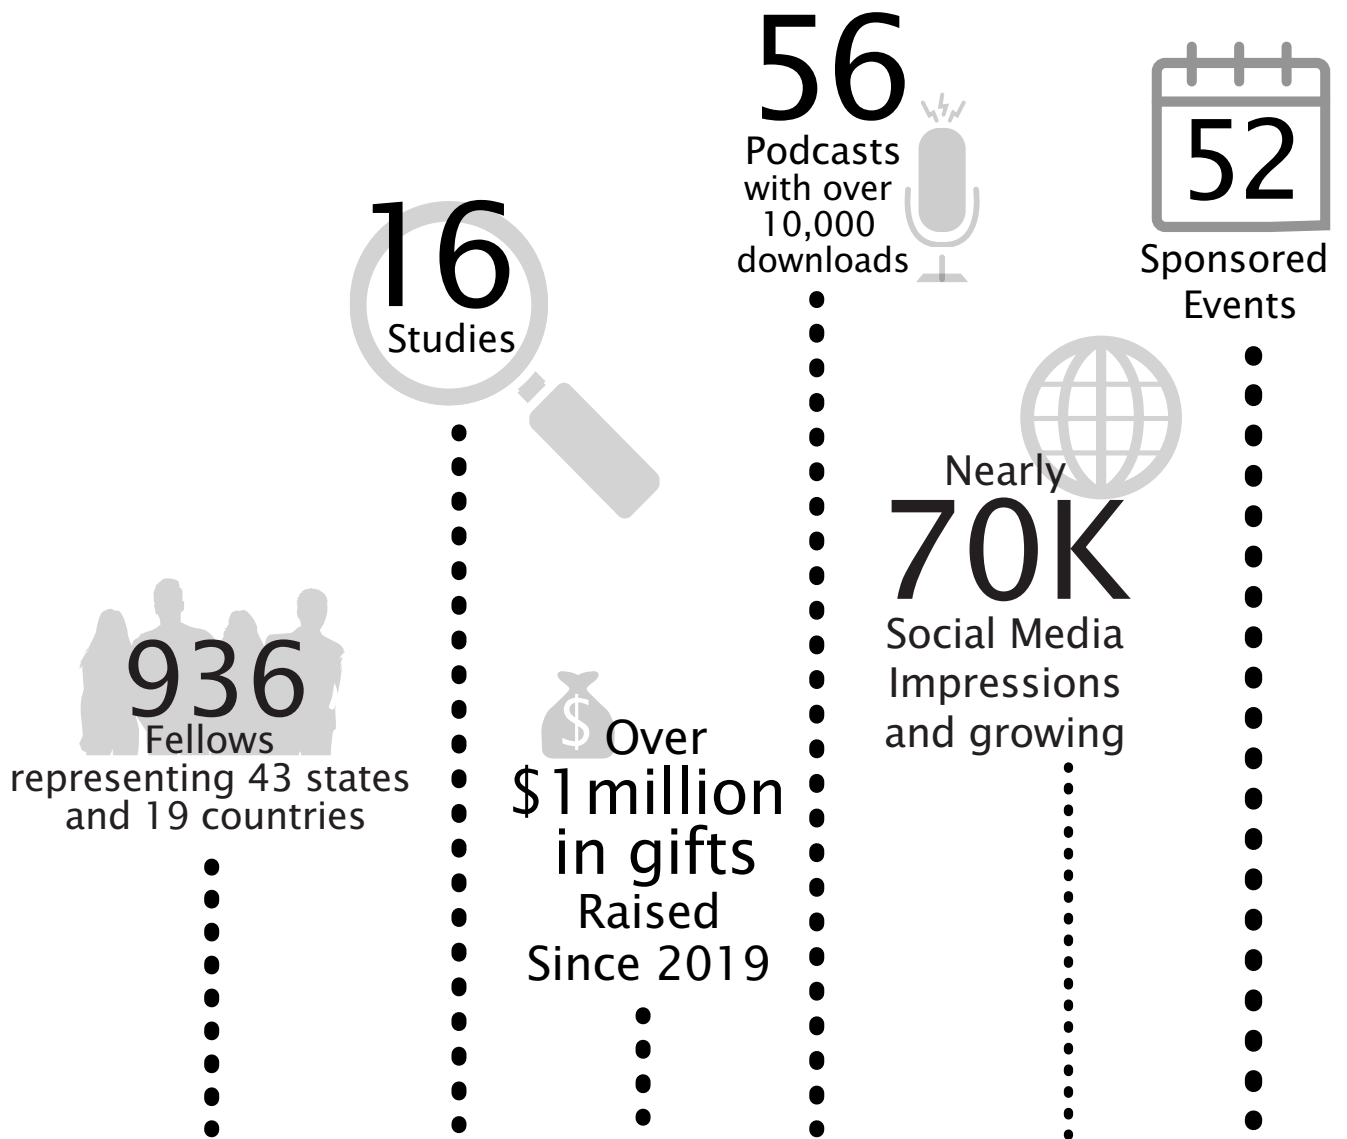 936
Fellows
representing 43 states
and 19 countries
16
Studies
$
Over
$1million
in gifts
Raised
Since 2019
56
Podcasts
with over
10,000
downloads
Nearly
70K
Social Media
Impressions
and growing
52
Sponsored
Events